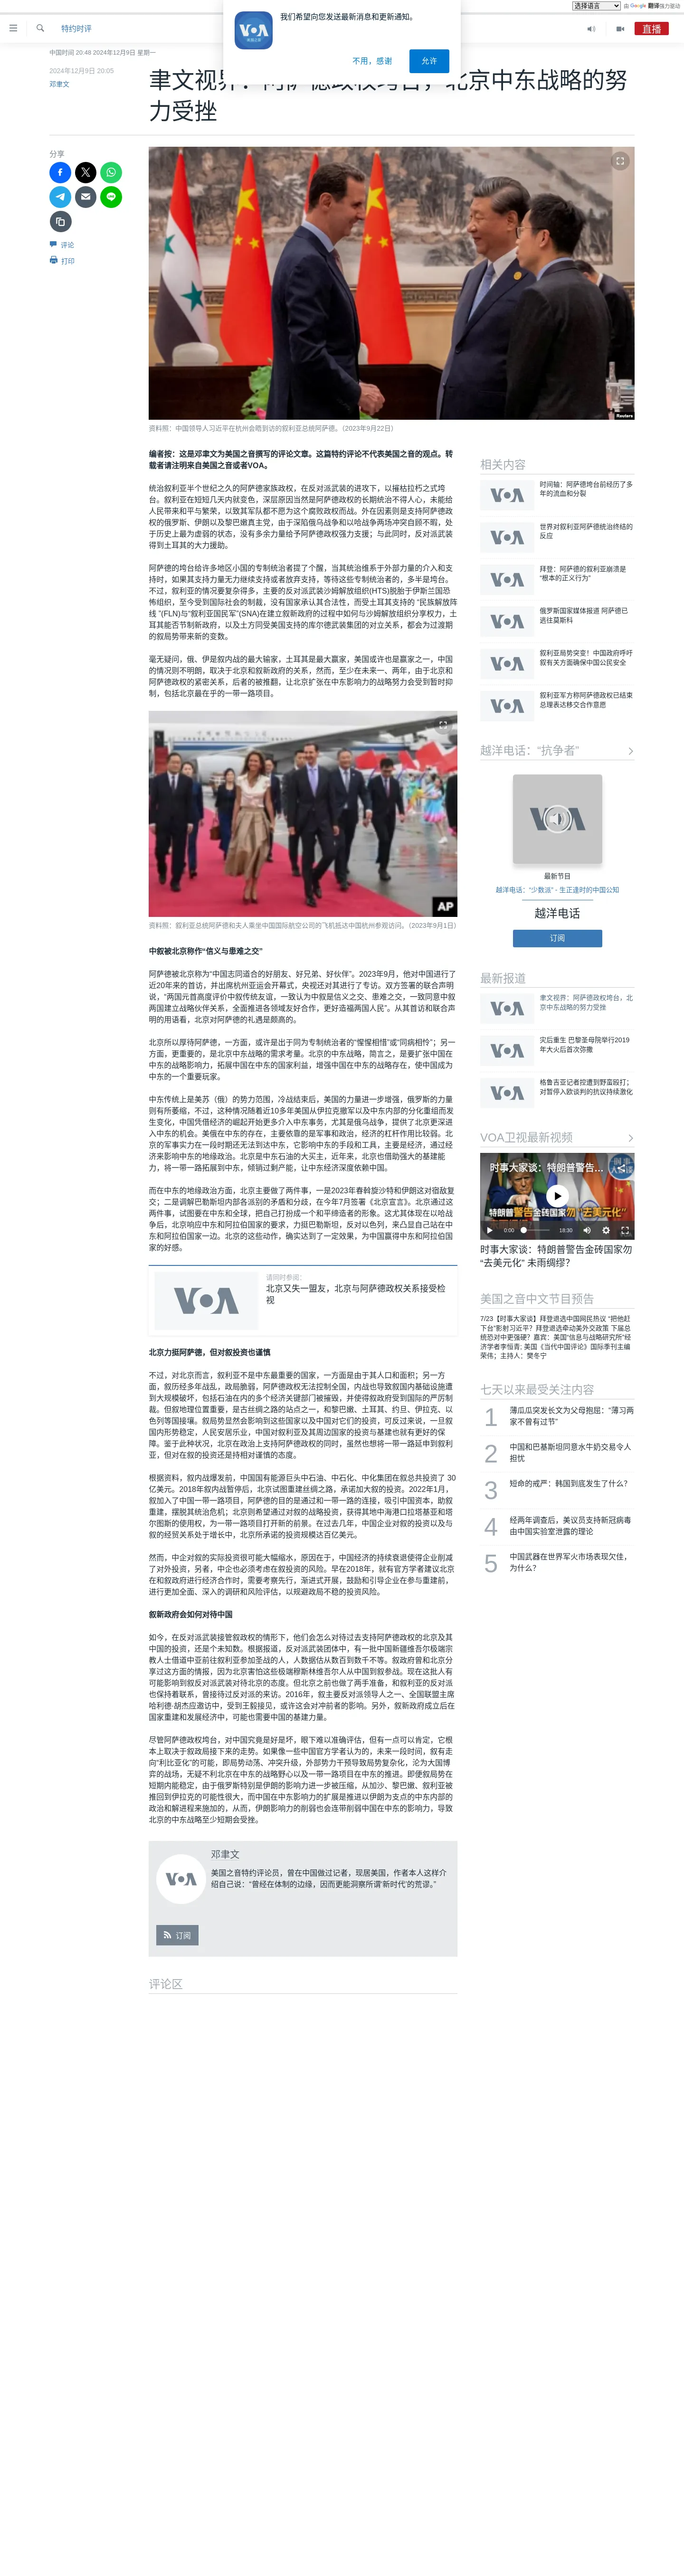 选择语言
由 Google 翻译强力驱动
我们希望向您发送最新消息和更新通知。
不用，感谢
允许
VOA
美国之音
特约时评
直播
中国时间 20:48 2024年12月9日 星期一
2024年12月9日 20:05
邓聿文
聿文视界：阿萨德政权垮台，北京中东战略的努
力受挫
分享
评论
打印
Reuters
资料照：中国领导人习近平在杭州会晤到访的叙利亚总统阿萨德。（2023年9月22日）
编者按：这是邓聿文为美国之音撰写的评论文章。这篇特约评论不代表美国之音的观点。转
载者请注明来自美国之音或者VOA。
统治叙利亚半个世纪之久的阿萨德家族政权，在反对派武装的进攻下，以摧枯拉朽之式垮
台。叙利亚在短短几天内就变色，深层原因当然是阿萨德政权的长期统治不得人心，未能给
人民带来和平与繁荣，以致其军队都不愿为这个腐败政权而战。外在因素则是支持阿萨德政
权的俄罗斯、伊朗以及黎巴嫩真主党，由于深陷俄乌战争和以哈战争两场冲突自顾不暇，处
于历史上最为虚弱的状态，没有多余力量给予阿萨德政权强力支援；与此同时，反对派武装
得到土耳其的大力援助。
阿萨德的垮台给许多地区小国的专制统治者提了个醒，当其统治维系于外部力量的介入和支
持时，如果其支持力量无力继续支持或者放弃支持，等待这些专制统治者的，多半是垮台。
不过，叙利亚的情况要复杂得多，主要的反对派武装沙姆解放组织(HTS)脱胎于伊斯兰国恐
怖组织，至今受到国际社会的制裁，没有国家承认其合法性，而受土耳其支持的 “民族解放阵
线 ”(FLN)与“叙利亚国民军”(SNA)在建立叙新政府的过程中如何与沙姆解放组织分享权力，土
耳其能否节制新政府，以及土方同受美国支持的库尔德武装集团的对立关系，都会为过渡期
的叙局势带来新的变数。
毫无疑问，俄、伊是叙内战的最大输家，土耳其是最大赢家，美国或许也是赢家之一，中国
的情况则不明朗，取决于北京和叙新政府的关系，然而，至少在未来一、两年，由于北京和
阿萨德政权的紧密关系，后者的被推翻，让北京扩张在中东影响力的战略努力会受到暂时抑
制，包括北京最在乎的一带一路项目。
AP
资料照：叙利亚总统阿萨德和夫人乘坐中国国际航空公司的飞机抵达中国杭州参观访问。（2023年9月1日）
中叙被北京称作“信义与患难之交”
阿萨德被北京称为“中国志同道合的好朋友、好兄弟、好伙伴”。2023年9月，他对中国进行了
近20年来的首访，并出席杭州亚运会开幕式，央视还对其进行了专访。双方签署的联合声明
说，“两国元首高度评价中叙传统友谊，一致认为中叙是信义之交、患难之交，一致同意中叙
两国建立战略伙伴关系，全面推进各领域友好合作，更好造福两国人民”。从其首访和联合声
明的用语看，北京对阿萨德的礼遇是颇高的。
北京所以厚待阿萨德，一方面，或许是出于同为专制统治者的“惺惺相惜”或“同病相怜”；另一
方面，更重要的，是北京中东战略的需求考量。北京的中东战略，简言之，是要扩张中国在
中东的战略影响力，拓展中国在中东的国家利益，增强中国在中东的战略存在，使中国成为
中东的一个重要玩家。
中东传统上是美苏（俄）的势力范围，冷战结束后，美国的力量进一步增强，俄罗斯的力量
则有所萎缩，不过，这种情况随着近10多年美国从伊拉克撤军以及中东内部的分化重组而发
生变化，中国凭借经济的崛起开始更多介入中东事务，尤其是俄乌战争，提供了北京更深进
入中东的机会。美俄在中东的存在，主要依靠的是军事和政治，经济的杠杆作用比较弱。北
京的军事实力在一段时期还无法到达中东，它影响中东的手段和工具，主要是经济，通过经
济来影响中东的地缘政治。北京是中东石油的大买主，近年来，北京也借助强大的基建能
力，将一带一路拓展到中东，倾销过剩产能，让中东经济深度依赖中国。
而在中东的地缘政治方面，北京主要做了两件事，一是2023年春斡旋沙特和伊朗达对宿敌复
交；二是调解巴勒斯坦内部各派别的矛盾和分歧，在今年7月签署《北京宣言》。北京通过这
两件事，试图要在中东和全球，把自己打扮成一个和平缔造者的形象。这尤其体现在以哈战
争后，北京响应中东和阿拉伯国家的要求，力挺巴勒斯坦，反对以色列，来凸显自己站在中
东和阿拉伯国家一边。北京的这些动作，确实达到了一定效果，为中国赢得中东和阿拉伯国
家的好感。
请同时参阅：
北京又失一盟友，北京与阿萨德政权关系接受检
视
VOA
北京力挺阿萨德，但对叙投资也谨慎
不过，对北京而言，叙利亚不是中东最重要的国家，一方面是由于其人口和面积；另一方
面，叙历经多年战乱，政局脆弱，阿萨德政权无法控制全国，内战也导致叙国内基础设施遭
到大规模破坏，包括石油在内的多个经济关键部门被摧毁，并使得叙政府受到国际的严厉制
裁。但叙地理位置重要，是古丝绸之路的站点之一，和黎巴嫩、土耳其、约旦、伊拉克、以
色列等国接壤。叙局势显然会影响到这些国家以及中国对它们的投资，可反过来说，一旦叙
国内形势稳定，人民安居乐业，中国对叙利亚及其周边国家的投资与基建也就有更好的保
障。鉴于此种状况，北京在政治上支持阿萨德政权的同时，虽然也想将一带一路延申到叙利
亚，但对在叙的投资还是持相对谨慎的态度。
根据资料，叙内战爆发前，中国国有能源巨头中石油、中石化、中化集团在叙总共投资了 30
亿美元。2018年叙内战暂停后，北京试图重建丝绸之路，承诺加大叙的投资。2022年1月，
叙加入了中国一带一路项目，阿萨德的目的是通过和一带一路的连接，吸引中国资本，助叙
重建，摆脱其统治危机；北京则希望通过对叙的战略投资，获得其地中海港口拉塔基亚和塔
尔图斯的使用权，为一带一路项目打开新的前景。在过去几年，中国企业对叙的投资以及与
叙的经贸关系处于增长中，北京所承诺的投资规模达百亿美元。
然而，中企对叙的实际投资很可能大幅缩水，原因在于，中国经济的持续衰退使得企业削减
了对外投资，另者，中企也必须考虑在叙投资的风险。早在2018年，就有官方学者建议北京
在和叙政府进行经济合作时，需要考察先行，渐进式开展，鼓励和引导企业在参与重建前，
进行更加全面、深入的调研和风险评估，以规避政局不稳的投资风险。
叙新政府会如何对待中国
如今，在反对派武装接管叙政权的情形下，他们会怎么对待过去支持阿萨德政权的北京及其
中国的投资，还是个未知数。根据报道，反对派武装团体中，有一批中国新疆维吾尔极端宗
教人士借道中亚前往叙利亚参加圣战的人，人数据估从数百到数千不等。叙政府曾和北京分
享过这方面的情报，因为北京害怕这些极端穆斯林维吾尔人从中国到叙参战。现在这批人有
可能影响到叙反对派武装对待北京的态度。但北京之前也做了两手准备，和叙利亚的反对派
也保持着联系，曾接待过反对派的来访。2016年，叙主要反对派领导人之一、全国联盟主席
哈利德·胡杰应邀访中，受到王毅接见，或许这会对冲前者的影响。另外，叙新政府成立后在
国家重建和发展经济中，可能也需要中国的基建力量。
尽管阿萨德政权垮台，对中国究竟是好是坏，眼下难以准确评估，但有一点可以肯定，它根
本上取决于叙政局接下来的走势。如果像一些中国官方学者认为的，未来一段时间，叙有走
向“利比亚化”的可能，即局势动荡、冲突升级，外部势力干预导致局势复杂化，沦为大国博
弈的战场，无疑不利北京在中东的战略野心以及一带一路项目在中东的推进。即便叙局势在
短期内能稳定，由于俄罗斯特别是伊朗的影响力进一步被压缩，从加沙、黎巴嫩、叙利亚被
推回到伊拉克的可能性很大，而中国在中东影响力的扩展是推进以伊朗为支点的中东内部的
政治和解进程来施加的，从而，伊朗影响力的削弱也会连带削弱中国在中东的影响力，导致
北京的中东战略至少短期会受挫。
VOA
邓聿文
美国之音特约评论员，曾在中国做过记者，现居美国，作者本人这样介
绍自己说：“曾经在体制的边缘，因而更能洞察所谓‘新时代’的荒谬。”
订阅
评论区
相关内容
VOA
时间轴：阿萨德垮台前经历了多
年的流血和分裂
VOA
世界对叙利亚阿萨德统治终结的
反应
VOA
拜登：阿萨德的叙利亚崩溃是
“根本的正义行为”
VOA
俄罗斯国家媒体报道 阿萨德已
逃往莫斯科
VOA
叙利亚局势突变！中国政府呼吁
叙有关方面确保中国公民安全
VOA
叙利亚军方称阿萨德政权已结束
总理表达移交合作意愿
越洋电话：“抗争者”
VOA
最新节目
越洋电话：“少数派” - 生正逢时的中国公知
越洋电话
订阅
最新报道
VOA
聿文视界：阿萨德政权垮台，北
京中东战略的努力受挫
VOA
灾后重生 巴黎圣母院举行2019
年大火后首次弥撒
VOA
格鲁吉亚记者控遭到野蛮殴打；
对暂停入欧谈判的抗议持续激化
VOA卫视最新视频
时事大家谈：特朗普警告...
特朗普警告金砖国家勿“去美元化”
0:00
18:30
时事大家谈：特朗普警告金砖国家勿
“去美元化” 未雨绸缪？
美国之音中文节目预告
7/23【时事大家谈】拜登退选中国网民热议 “把他赶
下台”影射习近平？拜登退选牵动美外交政策 下届总
统恐对中更强硬？嘉宾：美国“信息与战略研究所”经
济学者李恒青; 美国《当代中国评论》国际季刊主编
荣伟；主持人：樊冬宁
七天以来最受关注内容
1
薄瓜瓜突发长文为父母抱屈：“薄习两
家不曾有过节”
2
中国和巴基斯坦同意水牛奶交易令人
担忧
3
短命的戒严：韩国到底发生了什么？
4
经两年调查后，美议员支持新冠病毒
由中国实验室泄露的理论
5
中国武器在世界军火市场表现欠佳，
为什么？